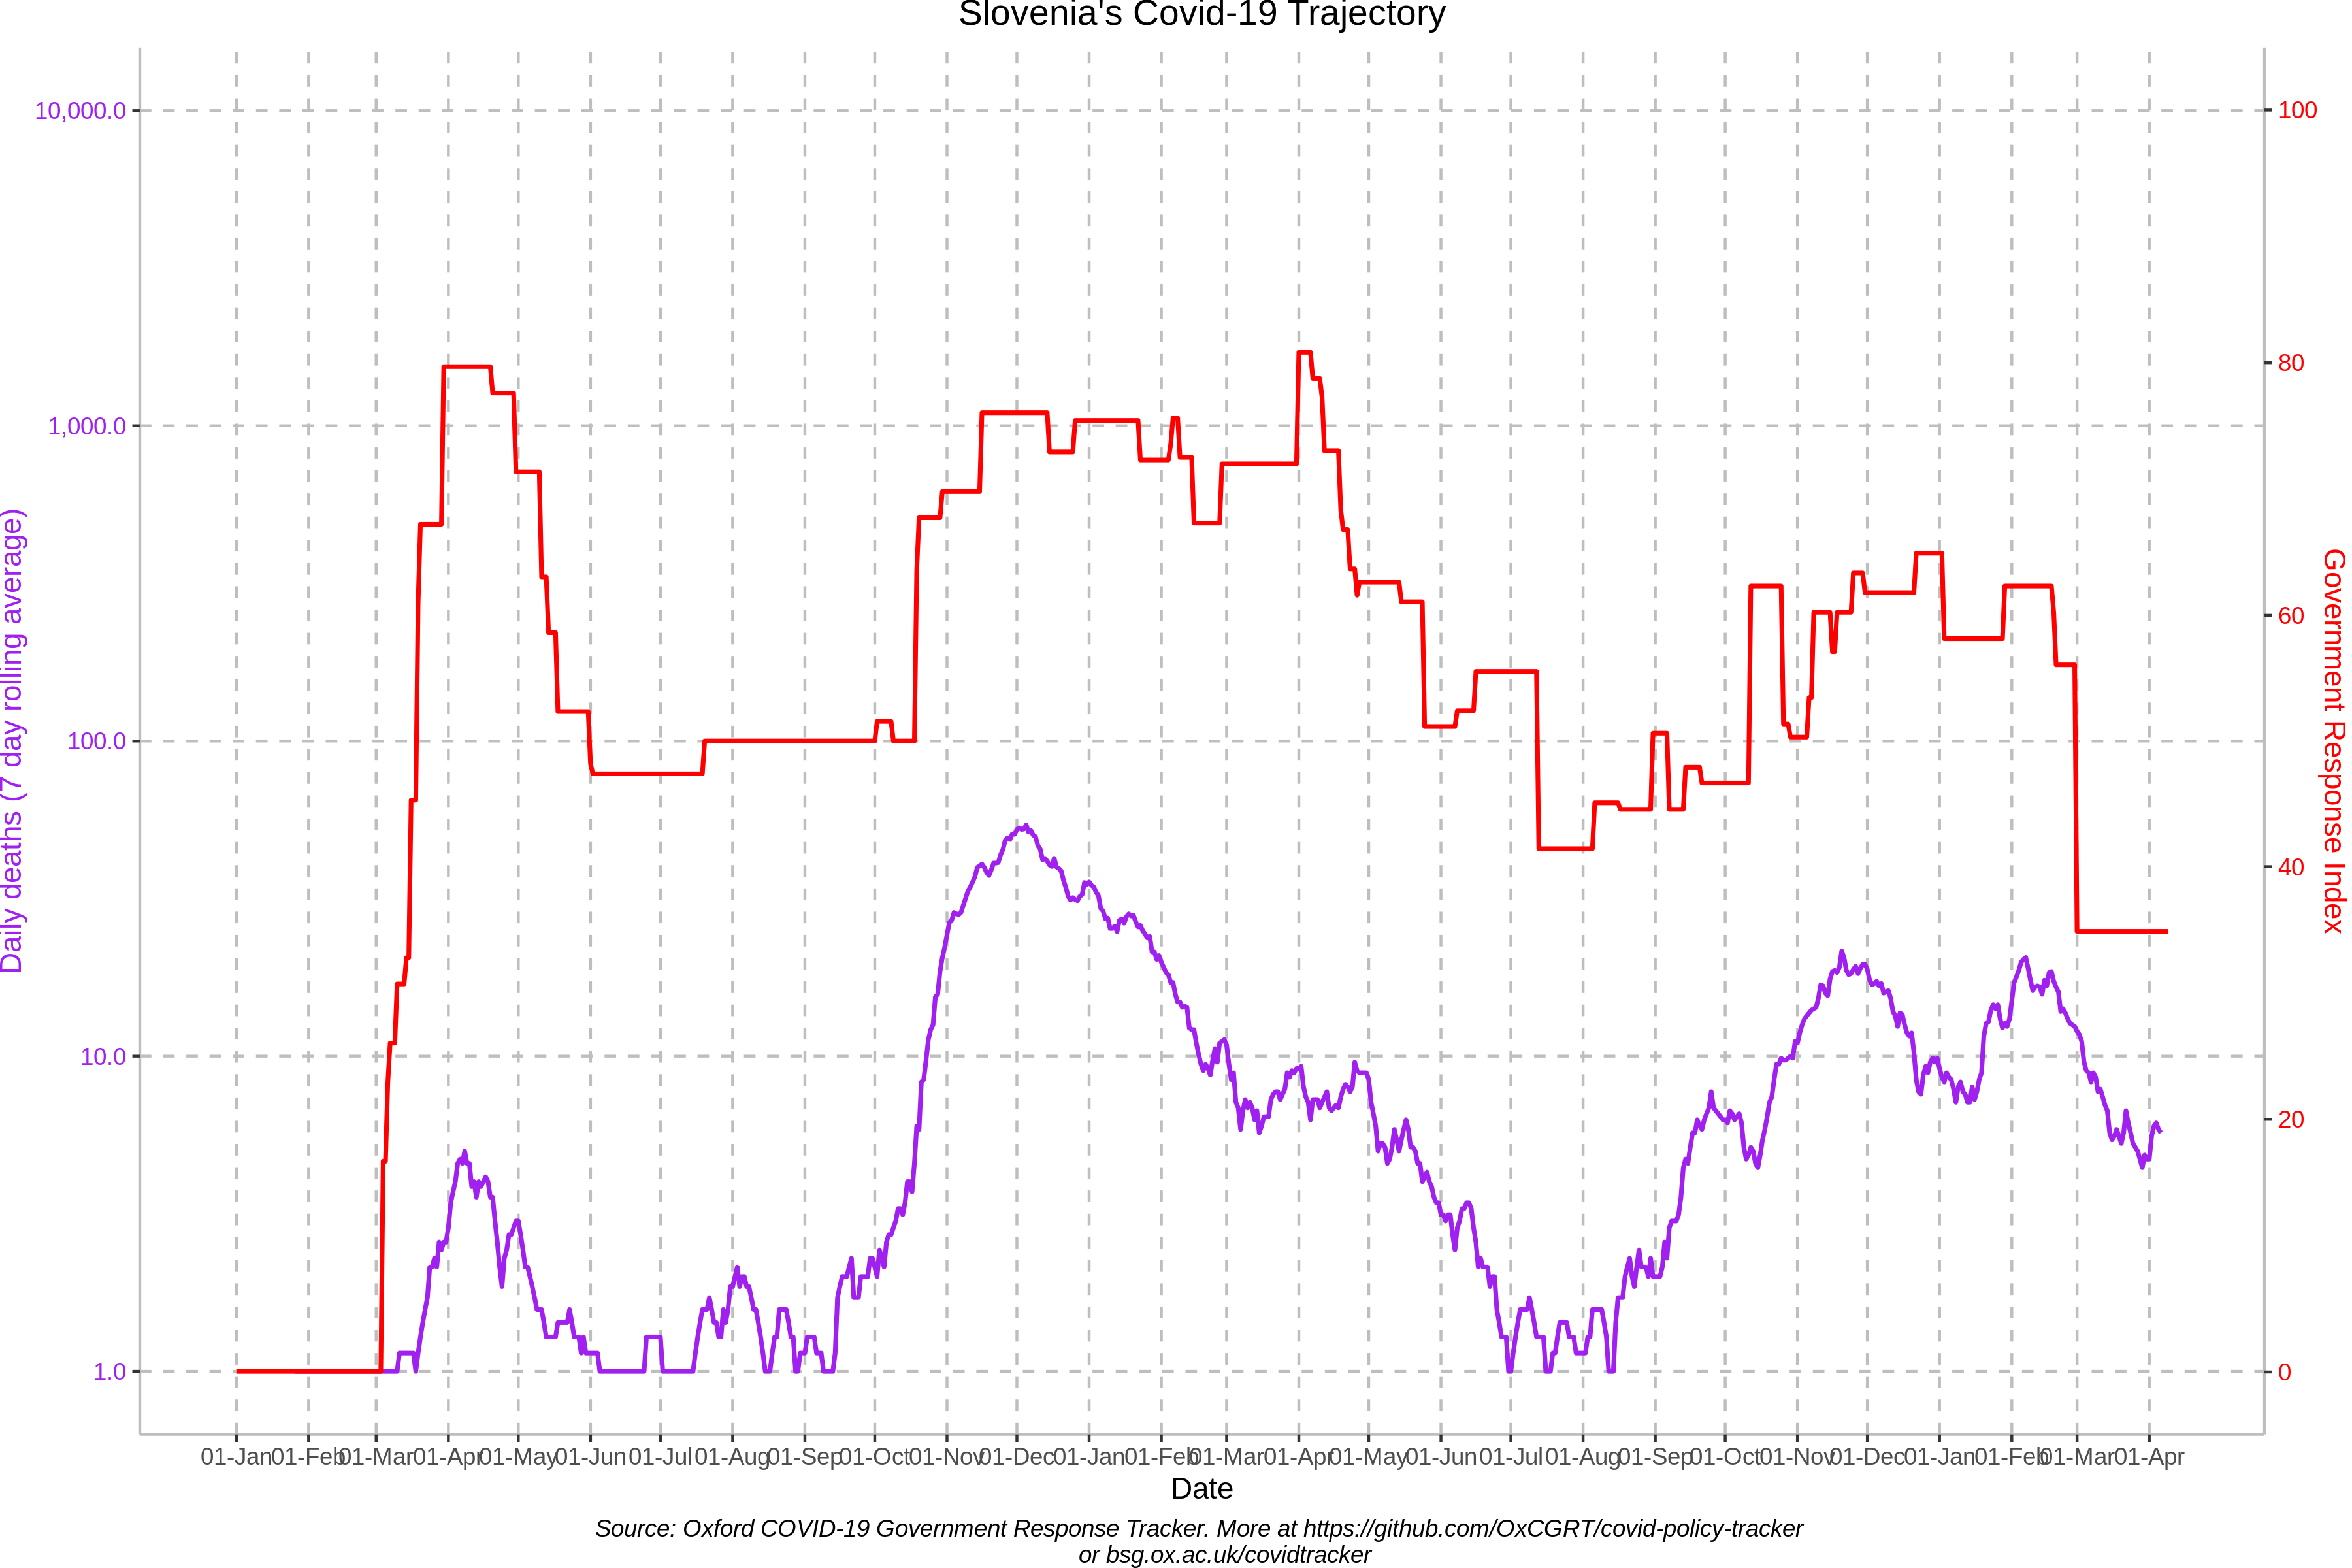 Slovenia's Covid-19 Trajectory
10,000.0
1,000.0
100.0
10.0
1.0
Daily deaths (7 day rolling average)
100
80
60
40
20
0
Government Response Index
01-Jan 01-Feb 01-Mar 01-Apr 01-May 01-Jun 01-Jul 01-Aug 01-Sep 01-Oct 01-Nov 01-Dec 01-Jan 01-Feb 01-Mar 01-Apr 01-May 01-Jun 01-Jul 01-Aug 01-Sep 01-Oct 01-Nov 01-Dec 01-Jan 01-Feb 01-Mar 01-Apr
Date
Source: Oxford COVID-19 Government Response Tracker. More at https://github.com/OxCGRT/covid-policy-tracker
or bsg.ox.ac.uk/covidtracker